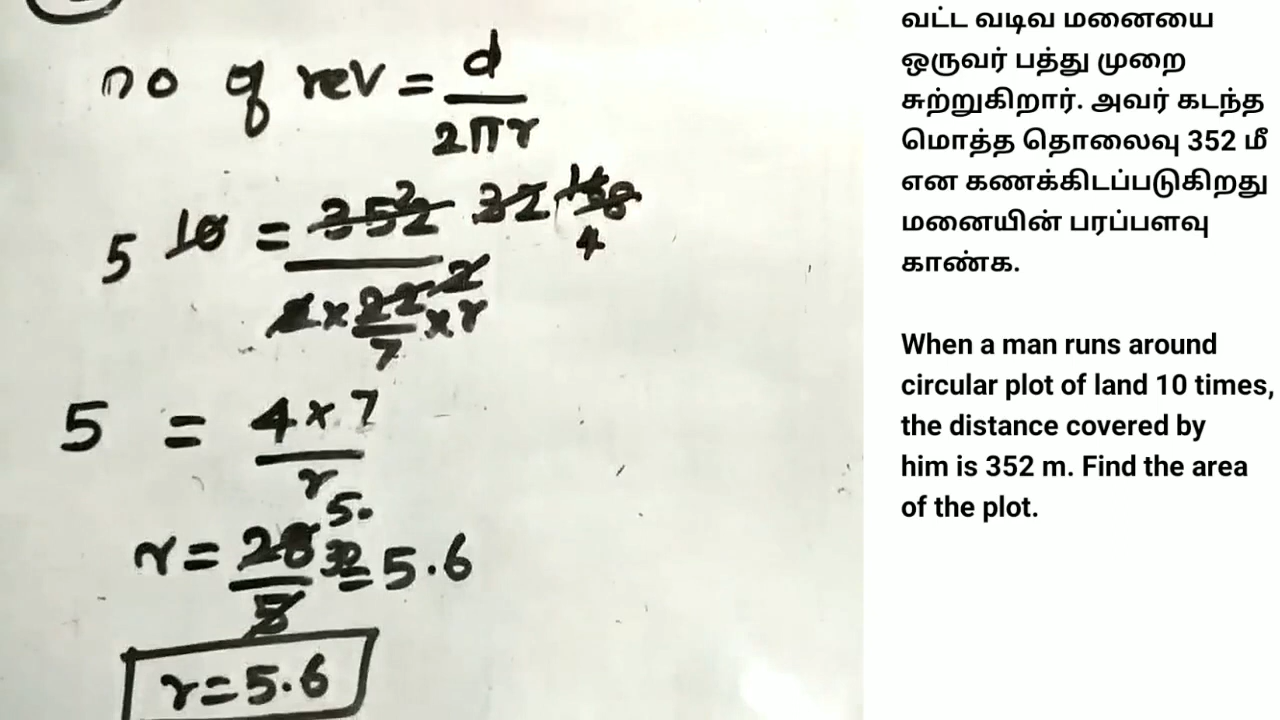 no of rev = d
2πr
5 10 = 352
2 × 22/7 × r
5 = 4 × 7
r
r = 28 = 5.6
5
r = 5.6
வட்ட வடிவ மனையை
ஒருவர் பத்து முறை
சுற்றுகிறார். அவர் கடந்த
மொத்த தொலைவு 352 மீ
என கணக்கிடப்படுகிறது
மனையின் பரப்பளவு
காண்க.
When a man runs around
circular plot of land 10 times,
the distance covered by
him is 352 m. Find the area
of the plot.